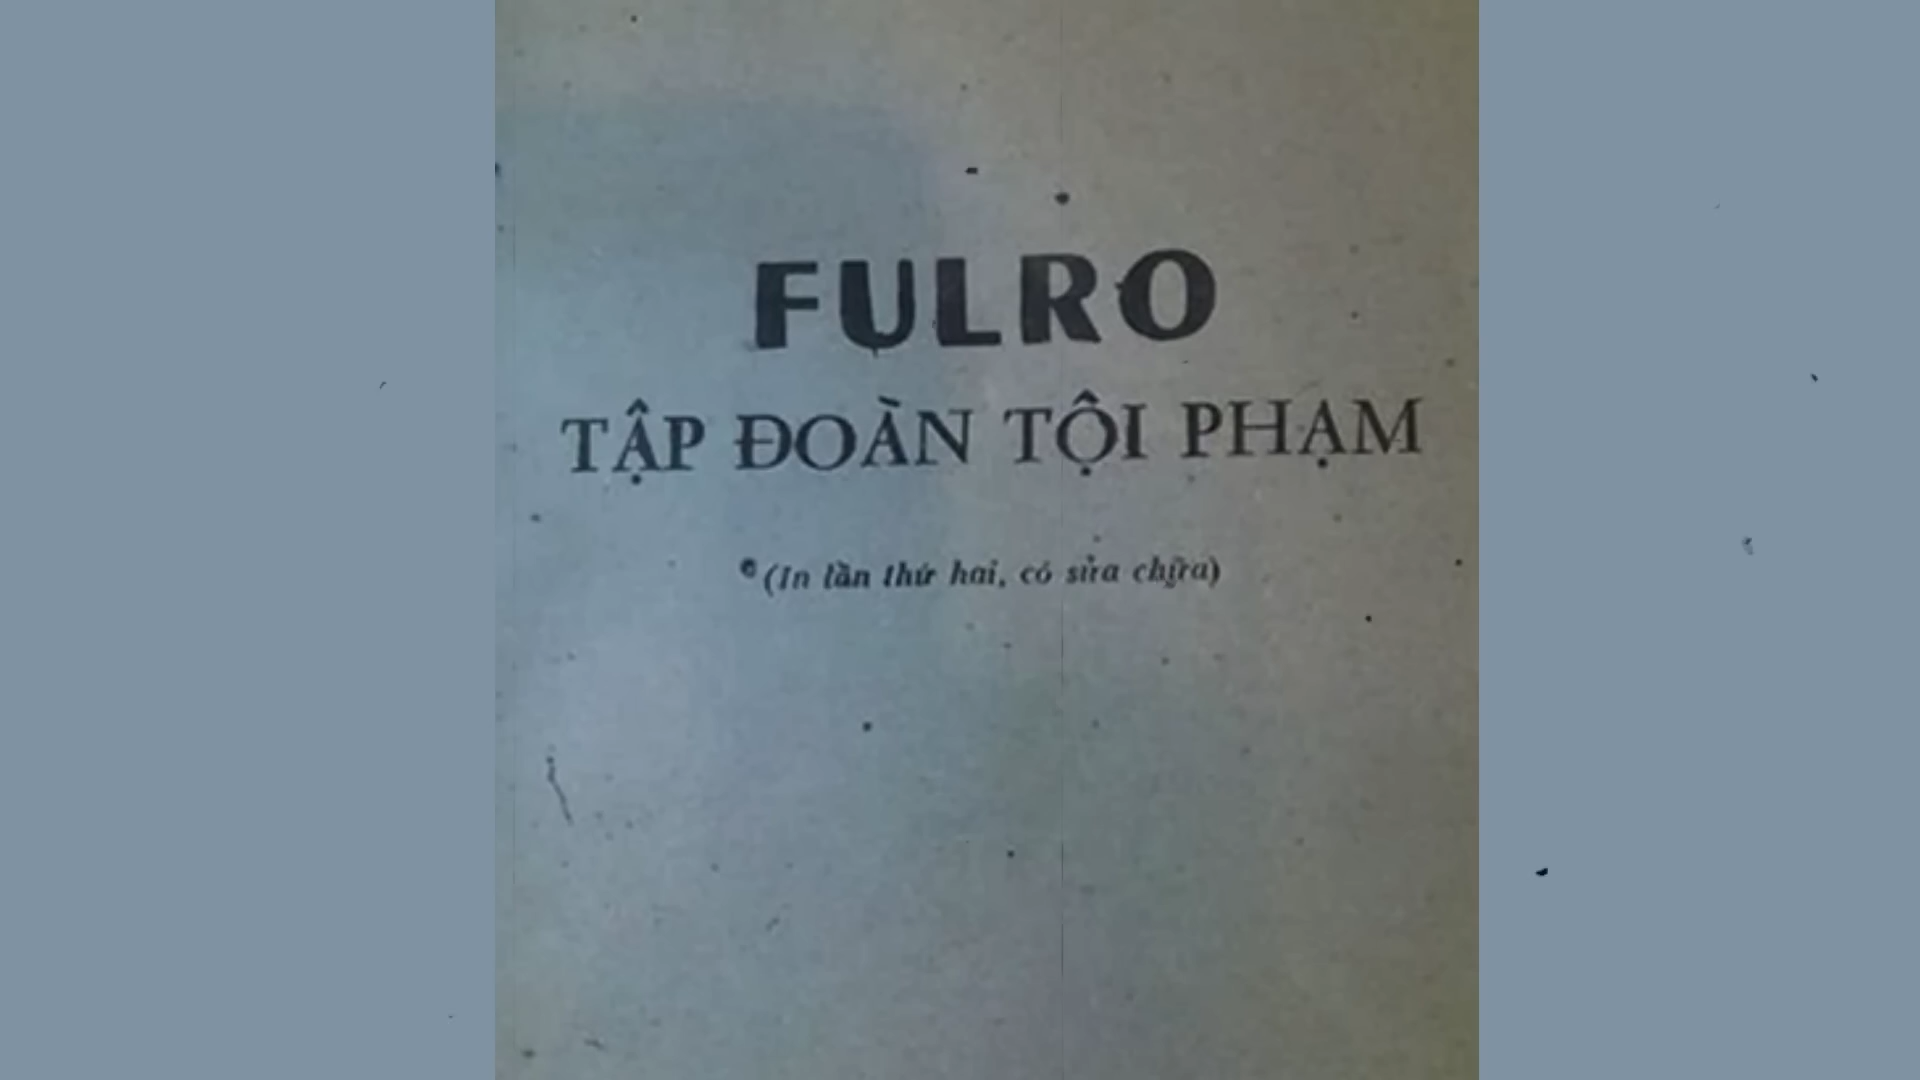 FULRO
TẬP ĐOÀN TỘI PHẠM
(In lần thứ hai, có sửa chữa)